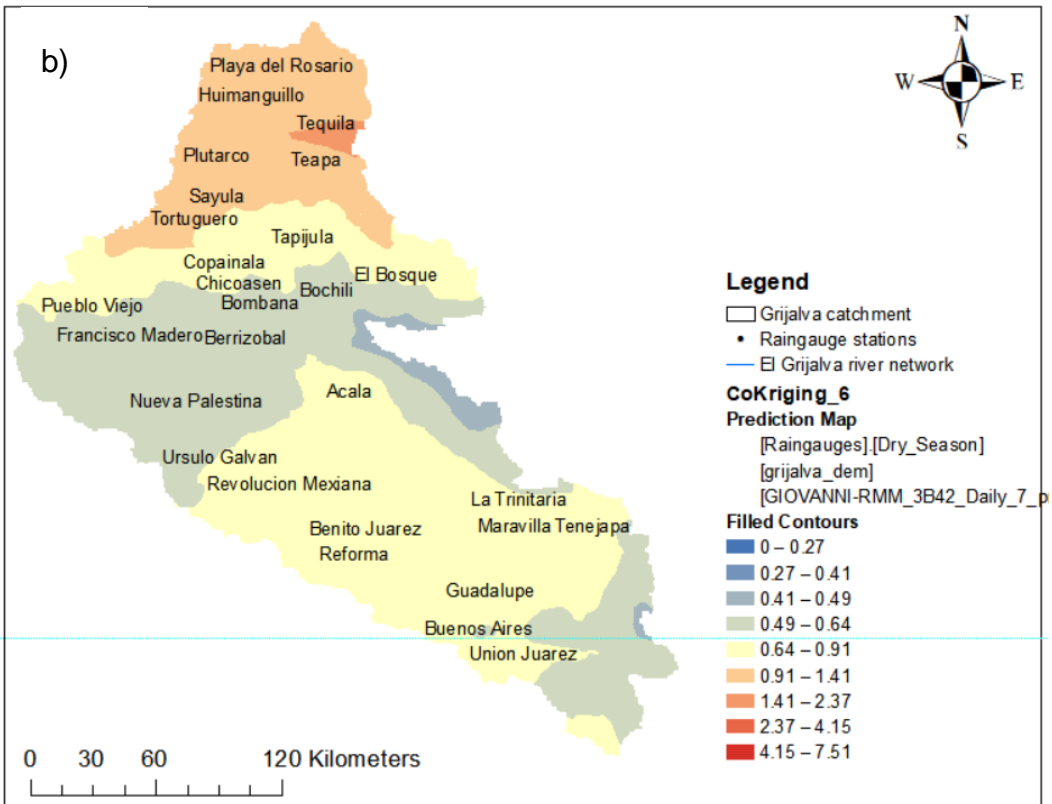 b)
N
W
E
S
Playa del Rosario
Huimanguillo
Tequila
Plutarco
Teapa
Sayula
Tortuguero
Tapijula
Copainala
El Bosque
Chicoasen
Bochili
Pueblo Viejo
Bombana
Francisco Madero
Berrizobal
Acala
Nueva Palestina
Ursulo Galvan
Revolucion Mexiana
La Trinitaria
Maravilla Tenejapa
Benito Juarez
Reforma
Guadalupe
Buenos Aires
Union Juarez
Legend
Grijalva catchment
Raingauge stations
El Grijalva river network
CoKriging_6
Prediction Map
[Raingauges].[Dry_Season]
[grijalva_dem]
[GIOVANNI-RMM_3B42_Daily_7_p
Filled Contours
0 – 0.27
0.27 – 0.41
0.41 – 0.49
0.49 – 0.64
0.64 – 0.91
0.91 – 1.41
1.41 – 2.37
2.37 – 4.15
4.15 – 7.51
0 30 60 120 Kilometers